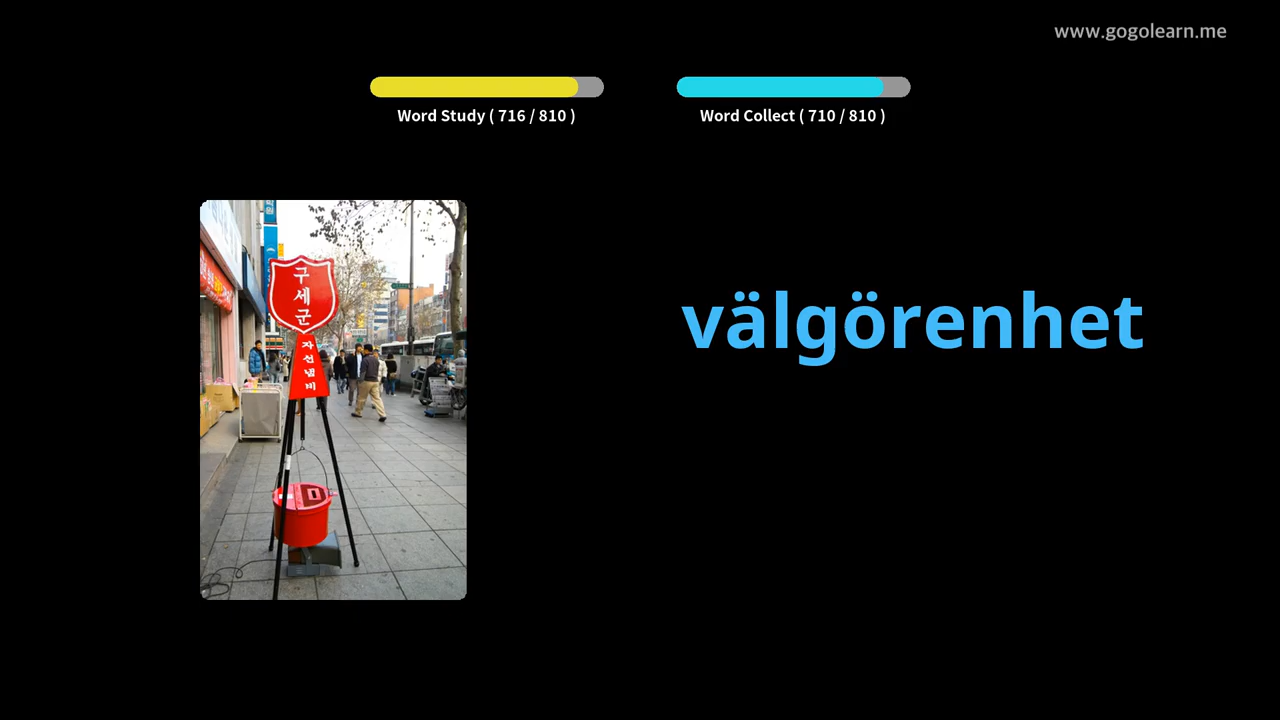 www.gogolearn.me
Word Study ( 716 / 810 )
Word Collect ( 710 / 810 )
구
세
군
자
선
냄
비
välgörenhet